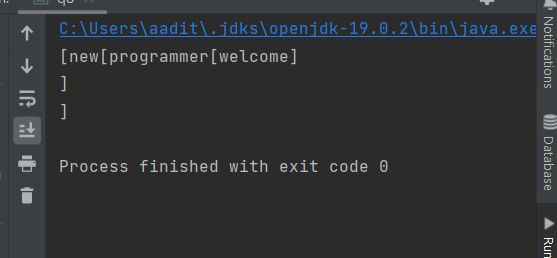 C:\Users\aadit\.jdks\openjdk-19.0.2\bin\java.exe
[new[programmer[welcome]
]
]
Process finished with exit code 0
Notifications
Database
Run